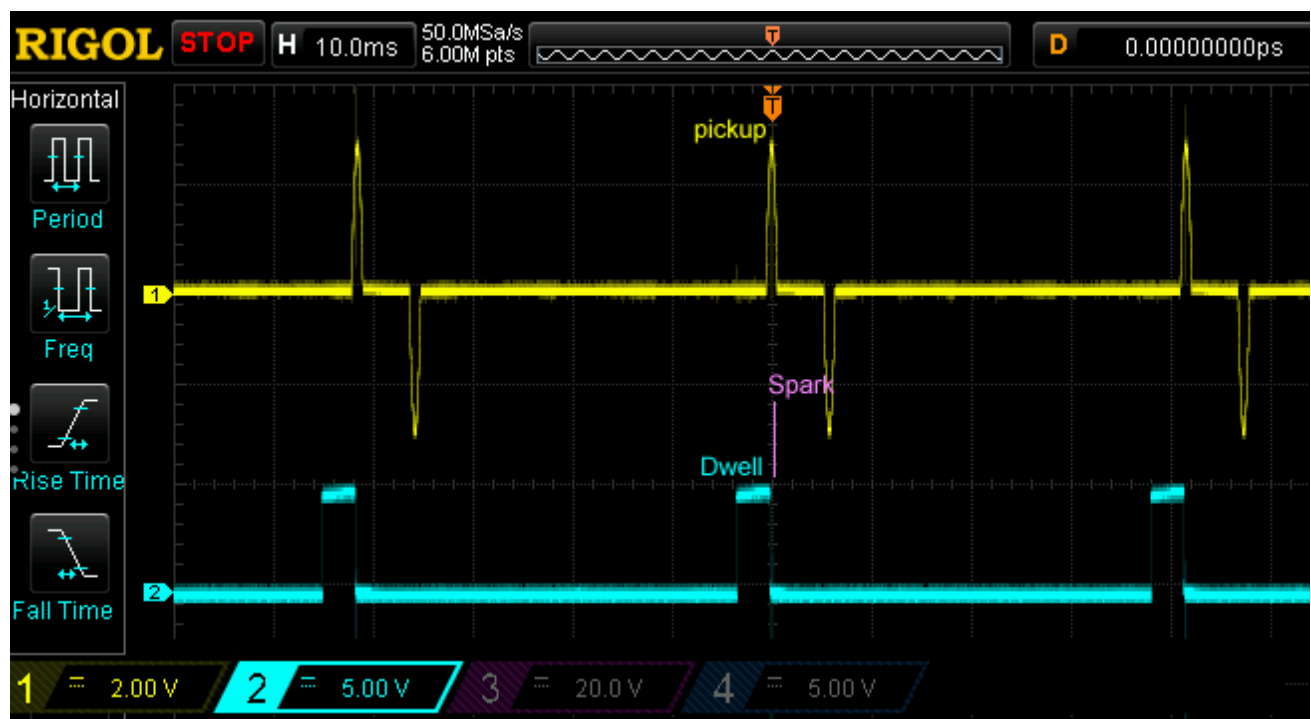 RIGOL STOP H 10.0ms 50.0MSa/s T D 0.00000000ps
6.00M pts
Horizontal
T
pickup
Period
1
Freq
Spark
Dwell
Rise Time
2
Fall Time
1 2.00 V 2 5.00 V 3 20.0 V 4 5.00 V